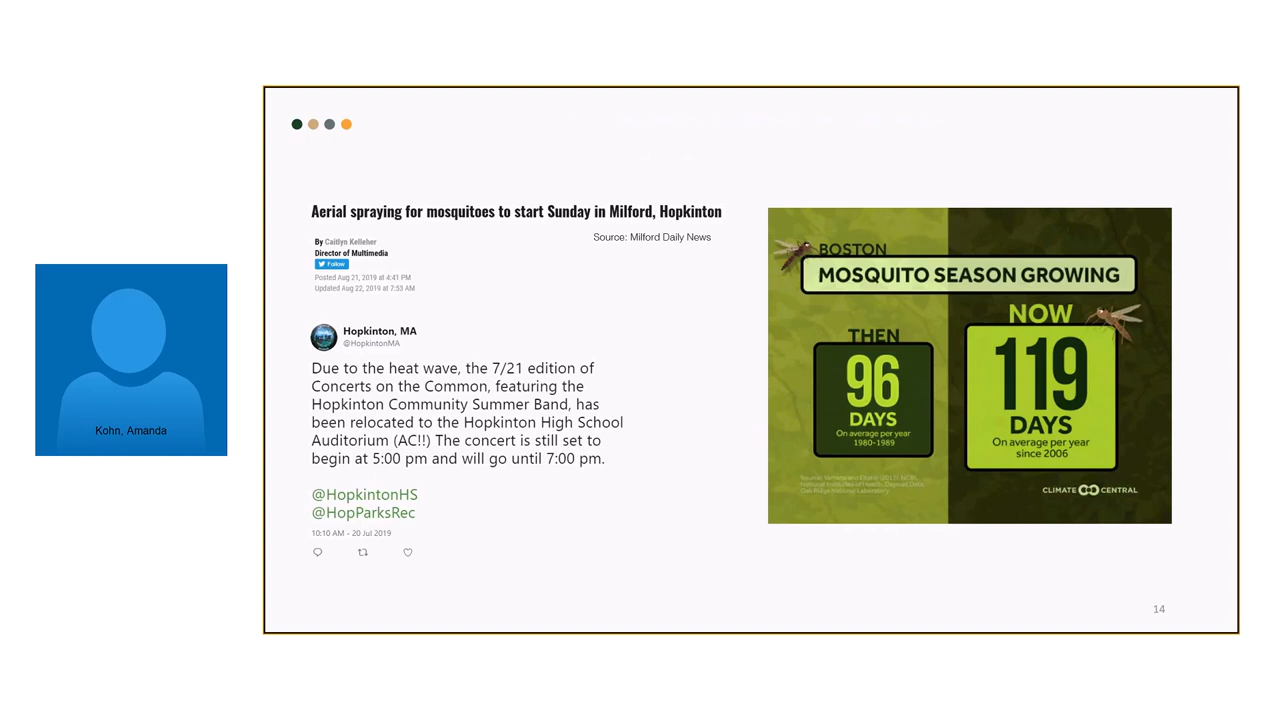 Kohn, Amanda
Aerial spraying for mosquitoes to start Sunday in Milford, Hopkinton
Source: Milford Daily News
By Caitlyn Kelleher
Director of Multimedia
Follow
Posted Aug 21, 2019 at 4:41 PM
Updated Aug 22, 2019 at 7:53 AM
Hopkinton, MA
@HopkintonMA
Due to the heat wave, the 7/21 edition of
Concerts on the Common, featuring the
Hopkinton Community Summer Band, has
been relocated to the Hopkinton High School
Auditorium (AC!!) The concert is still set to
begin at 5:00 pm and will go until 7:00 pm.
@HopkintonHS
@HopParksRec
10:10 AM - 20 Jul 2019
BOSTON
MOSQUITO SEASON GROWING
THEN
96
DAYS
On average per year
1980-1989
NOW
119
DAYS
On average per year
since 2006
CLIMATE CENTRAL
14